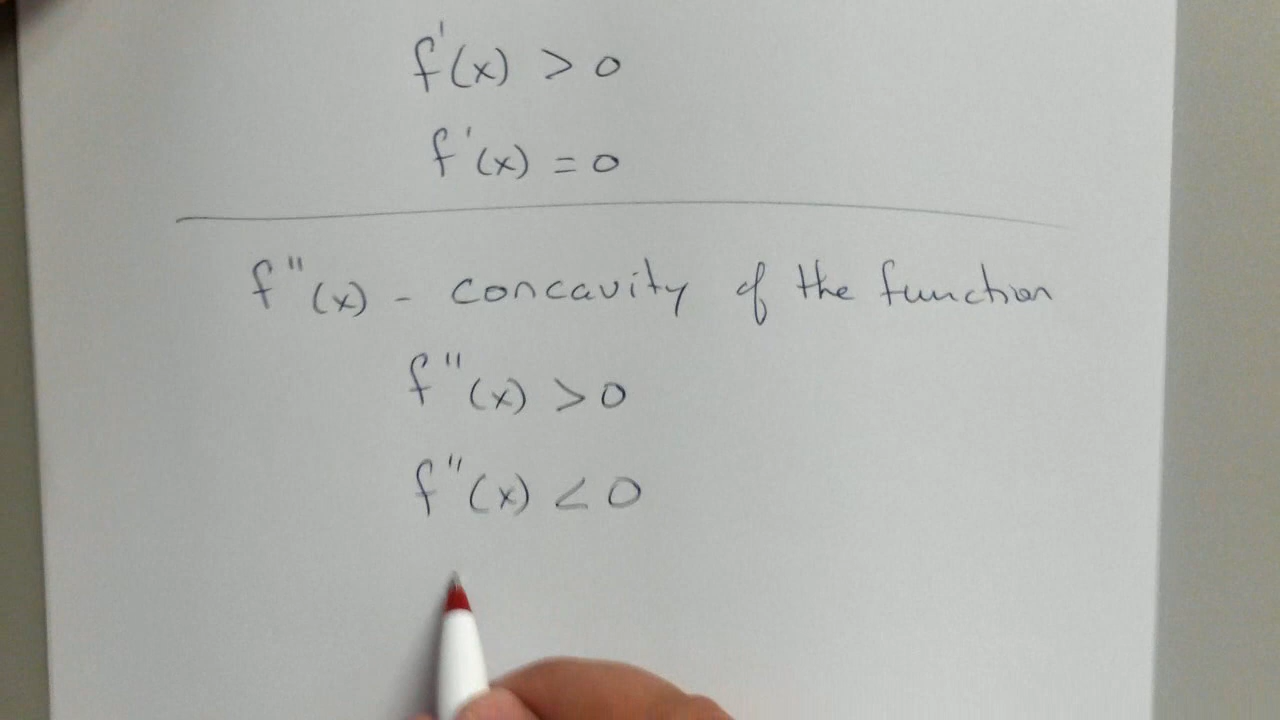 f'(x) > 0
f'(x) = 0
f"(x) - concavity of the function
f"(x) > 0
f"(x) < 0